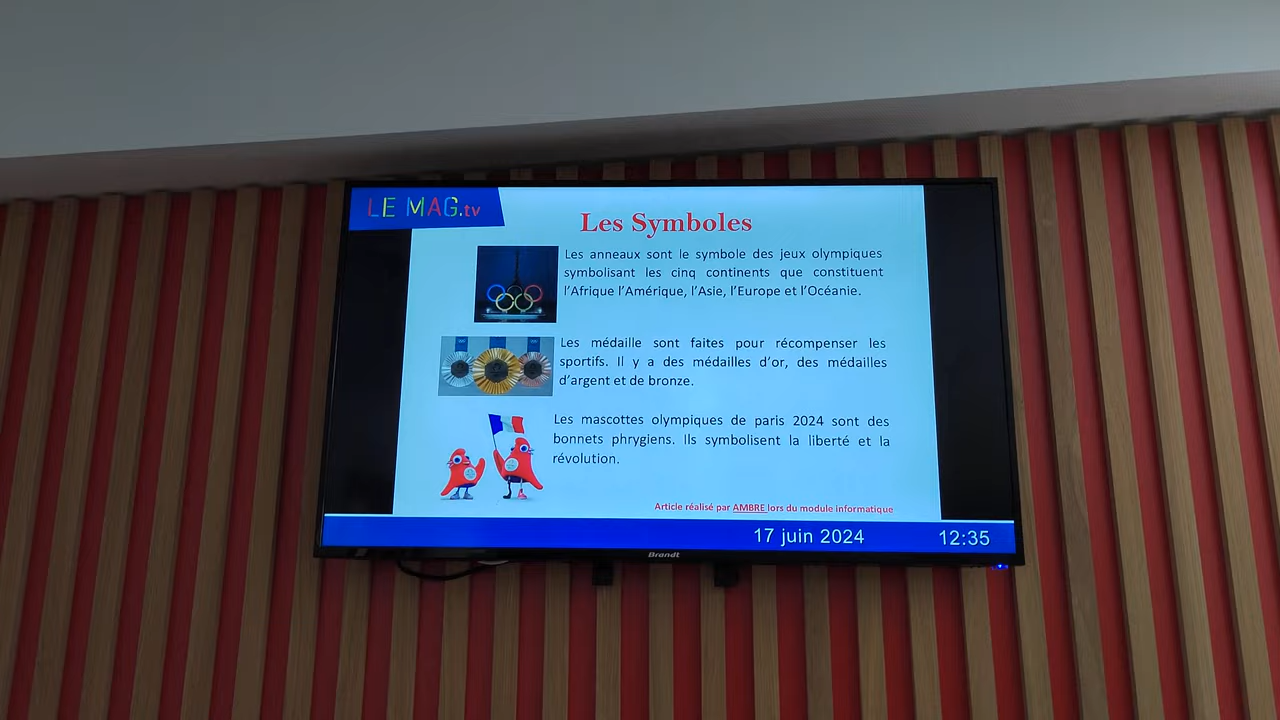 LE MAG.tv
Les Symboles
Les anneaux sont le symbole des jeux olympiques
symbolisant les cinq continents que constituent
l’Afrique l’Amérique, l’Asie, l’Europe et l’Océanie.
Les médaille sont faites pour récompenser les
sportifs. Il y a des médailles d’or, des médailles
d’argent et de bronze.
Les mascottes olympiques de paris 2024 sont des
bonnets phrygiens. Ils symbolisent la liberté et la
révolution.
Article réalisé par AMBRE lors du module informatique
17 juin 2024 12:35
Brandt